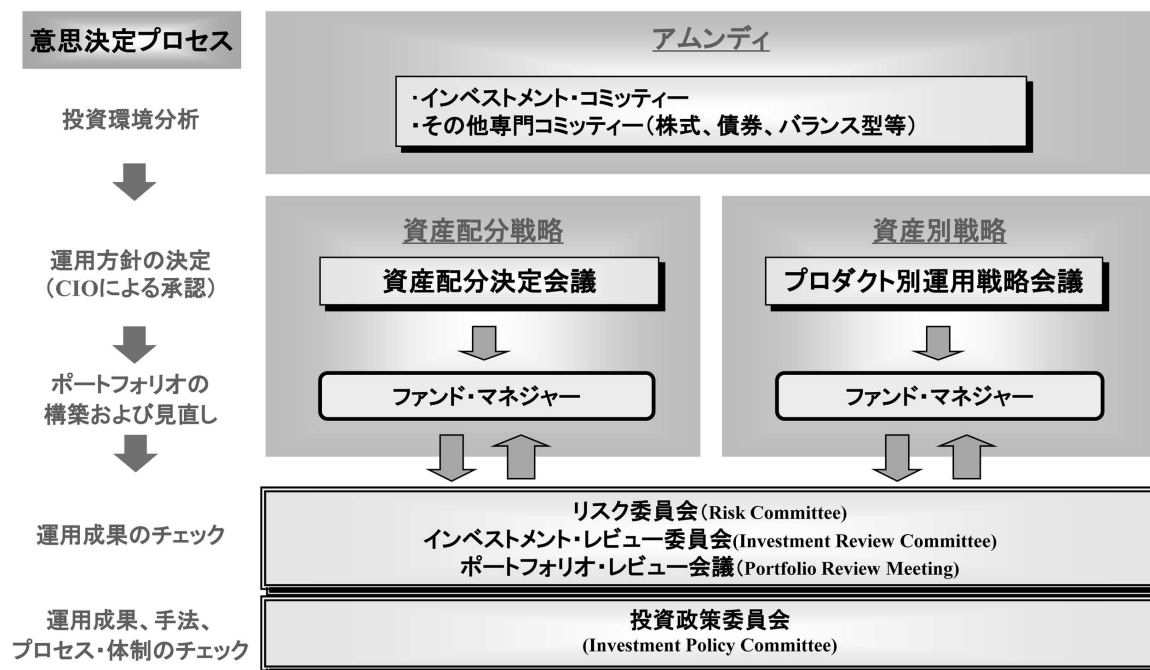 意思決定プロセス
アムンディ
・インベストメント・コミッティー
・その他専門コミッティー（株式、債券、バランス型等）
投資環境分析
資産配分戦略
資産別戦略
運用方針の決定
（CIOによる承認）
資産配分決定会議
プロダクト別運用戦略会議
ポートフォリオの
構築および見直し
ファンド・マネジャー
ファンド・マネジャー
運用成果のチェック
リスク委員会（Risk Committee）
インベストメント・レビュー委員会(Investment Review Committee)
ポートフォリオ・レビュー会議（Portfolio Review Meeting）
運用成果、手法、
プロセス・体制のチェック
投資政策委員会
(Investment Policy Committee)